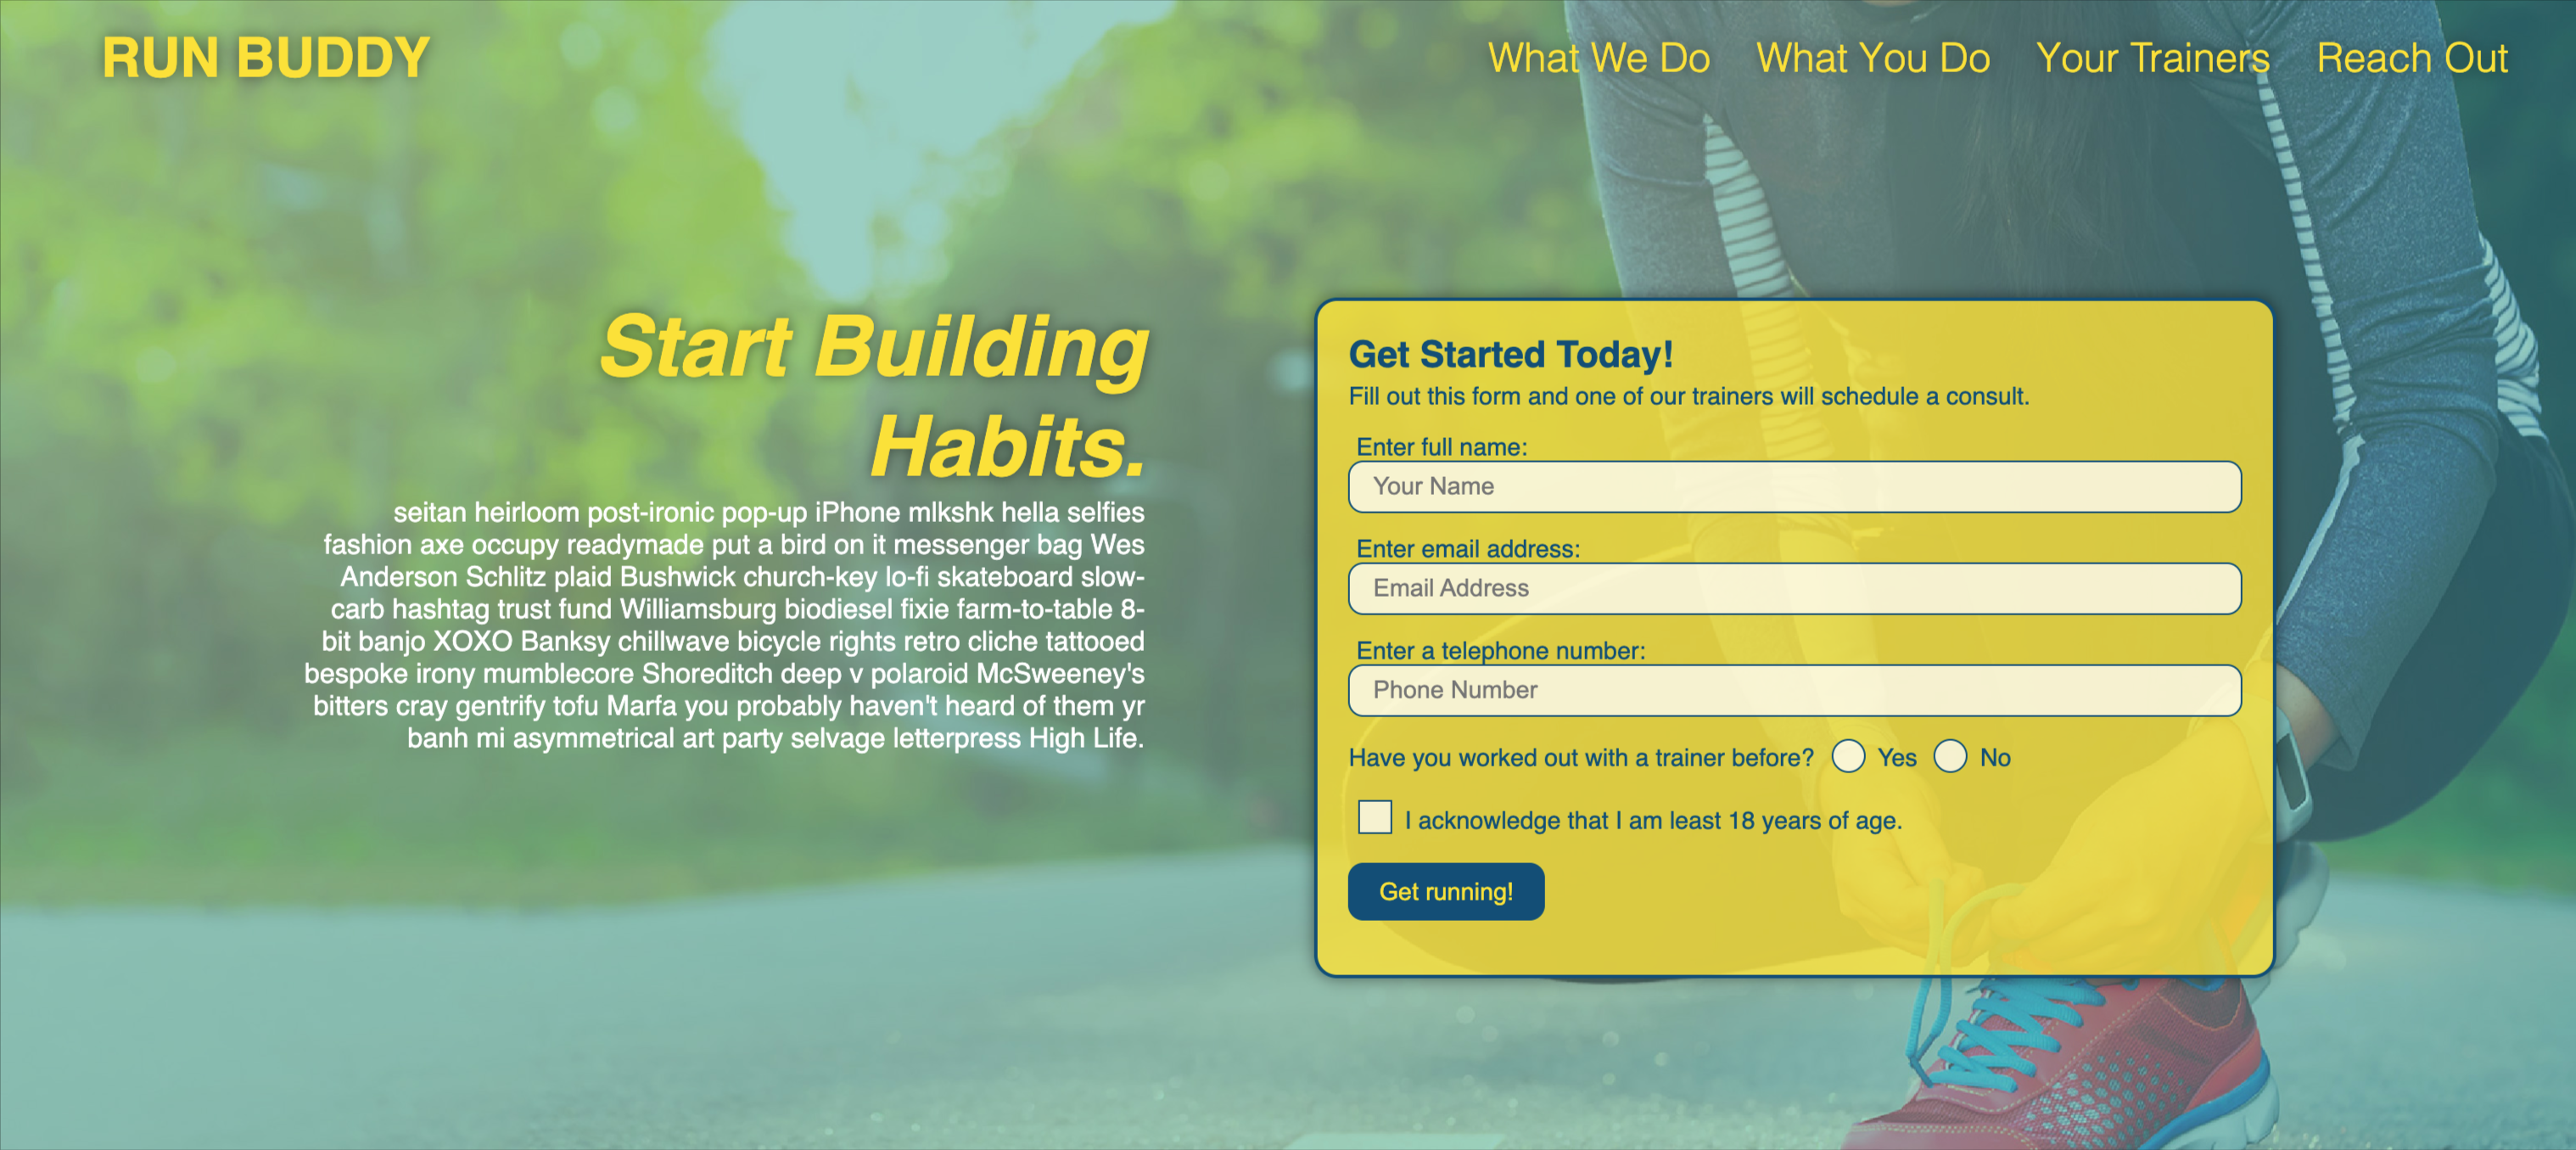 RUN BUDDY
What We Do What You Do Your Trainers Reach Out
Start Building
Habits.
seitan heirloom post-ironic pop-up iPhone mlkshk hella selfies
fashion axe occupy readymade put a bird on it messenger bag Wes
Anderson Schlitz plaid Bushwick church-key lo-fi skateboard slow-
carb hashtag trust fund Williamsburg biodiesel fixie farm-to-table 8-
bit banjo XOXO Banksy chillwave bicycle rights retro cliche tattooed
bespoke irony mumblecore Shoreditch deep v polaroid McSweeney's
bitters cray gentrify tofu Marfa you probably haven't heard of them yr
banh mi asymmetrical art party selvage letterpress High Life.
Get Started Today!
Fill out this form and one of our trainers will schedule a consult.
Enter full name:
Your Name
Enter email address:
Email Address
Enter a telephone number:
Phone Number
Have you worked out with a trainer before? Yes No
I acknowledge that I am least 18 years of age.
Get running!